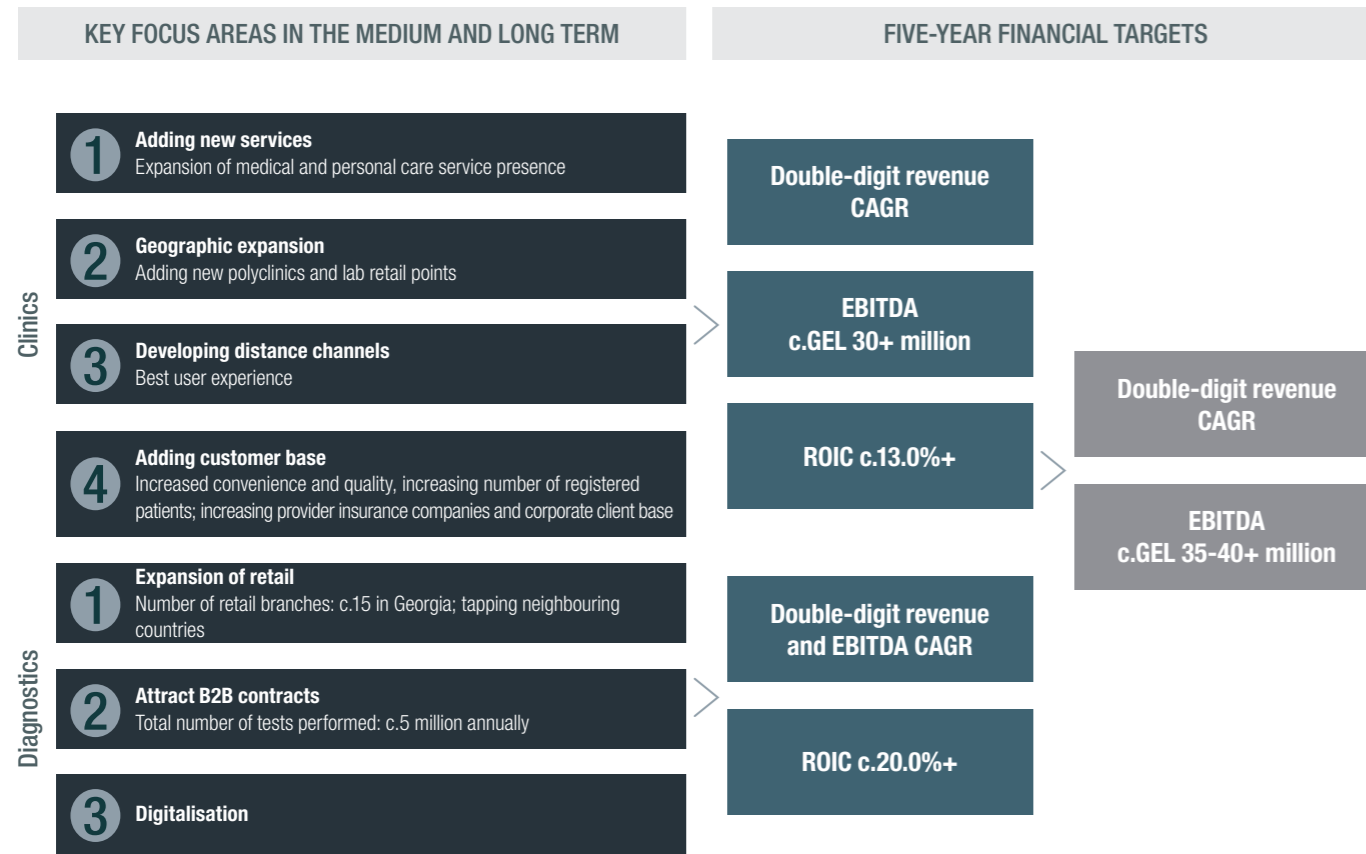 KEY FOCUS AREAS IN THE MEDIUM AND LONG TERM
FIVE-YEAR FINANCIAL TARGETS
Clinics
1
Adding new services
Expansion of medical and personal care service presence
2
Geographic expansion
Adding new polyclinics and lab retail points
3
Developing distance channels
Best user experience
4
Adding customer base
Increased convenience and quality, increasing number of registered
patients; increasing provider insurance companies and corporate client base
Double-digit revenue
CAGR
EBITDA
c.GEL 30+ million
ROIC c.13.0%+
Diagnostics
1
Expansion of retail
Number of retail branches: c.15 in Georgia; tapping neighbouring
countries
2
Attract B2B contracts
Total number of tests performed: c.5 million annually
3
Digitalisation
Double-digit revenue
and EBITDA CAGR
ROIC c.20.0%+
Double-digit revenue
CAGR
EBITDA
c.GEL 35-40+ million